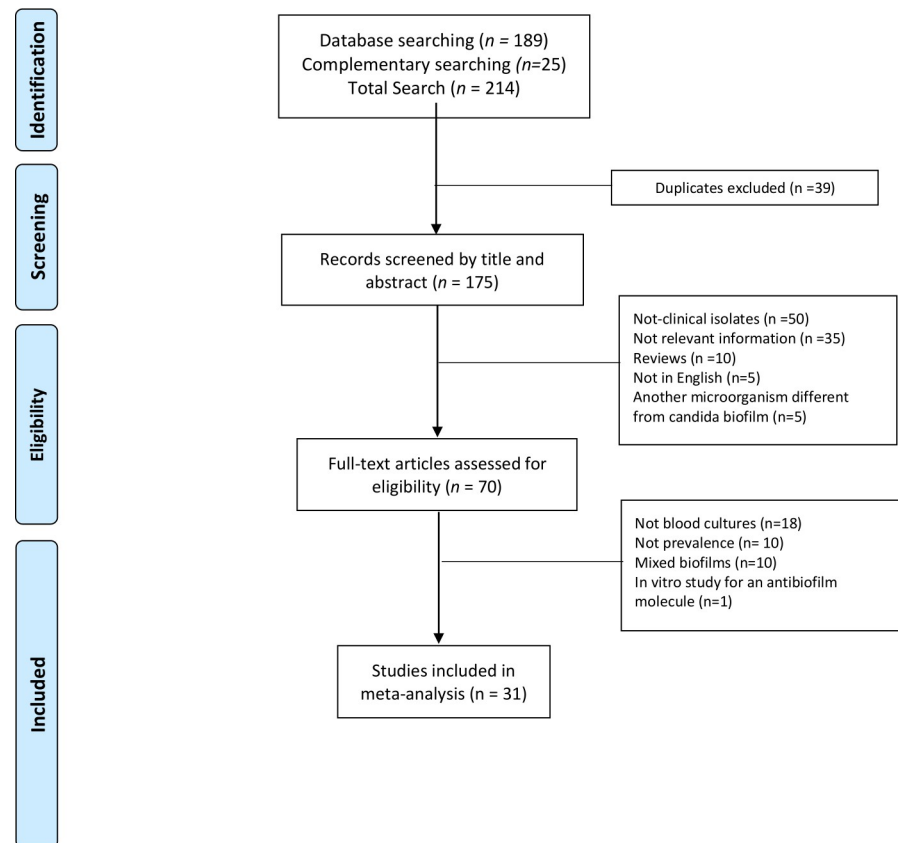 Identification
Database searching (n = 189)
Complementary searching (n=25)
Total Search (n = 214)
Duplicates excluded (n =39)
Screening
Records screened by title and
abstract (n = 175)
Not-clinical isolates (n =50)
Not relevant information (n =35)
Reviews (n =10)
Not in English (n=5)
Another microorganism different
from candida biofilm (n=5)
Eligibility
Full-text articles assessed for
eligibility (n = 70)
Not blood cultures (n=18)
Not prevalence (n= 10)
Mixed biofilms (n=10)
In vitro study for an antibiofilm
molecule (n=1)
Included
Studies included in
meta-analysis (n = 31)